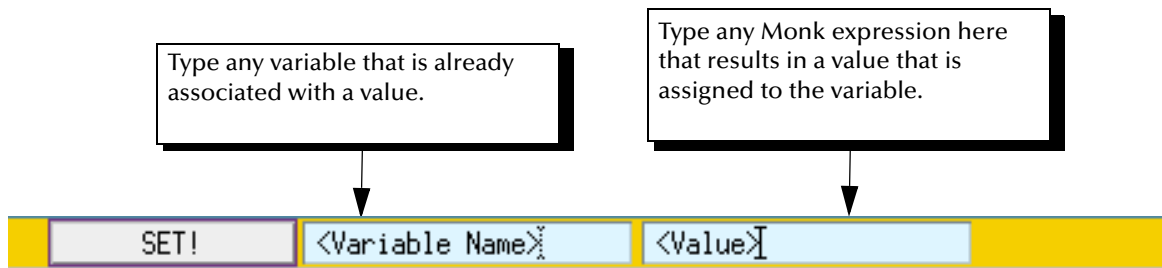 Type any variable that is already
associated with a value.
Type any Monk expression here
that results in a value that is
assigned to the variable.
SET! <Variable Name> <Value>